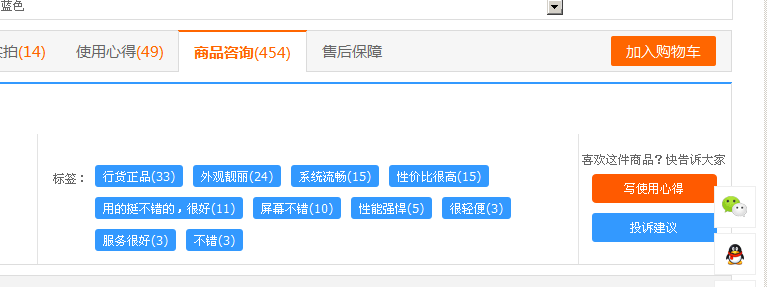 蓝色
实拍(14) 使用心得(49) 商品咨询(454) 售后保障 加入购物车
喜欢这件商品？快告诉大家
标签： 行货正品(33) 外观靓丽(24) 系统流畅(15) 性价比很高(15)
写使用心得
用的挺不错的，很好(11) 屏幕不错(10) 性能强悍(5) 很轻便(3)
投诉建议
服务很好(3) 不错(3)